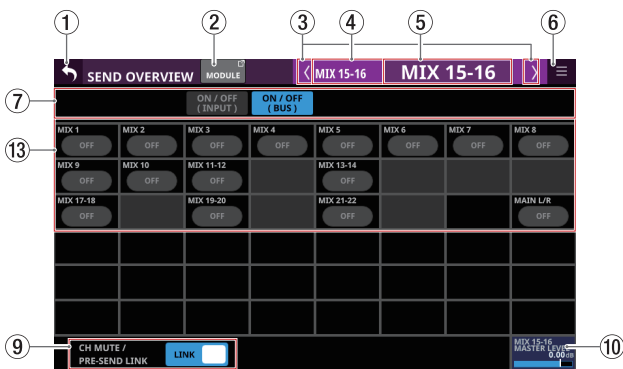 1 2 3 4 5 6
SEND OVERVIEW MODULE MIX 15-16 MIX 15-16
7
ON / OFF
( INPUT )
ON / OFF
( BUS )
13
MIX 1 MIX 2 MIX 3 MIX 4 MIX 5 MIX 6 MIX 7 MIX 8
OFF OFF OFF OFF OFF OFF OFF OFF
MIX 9 MIX 10 MIX 11-12 MIX 13-14
OFF OFF OFF OFF
MIX 17-18 MIX 19-20 MIX 21-22 MAIN L/R
OFF OFF OFF OFF
9
CH MUTE /
PRE-SEND LINK
LINK
MIX 15-16
MASTER LEVEL
0.00dB
10